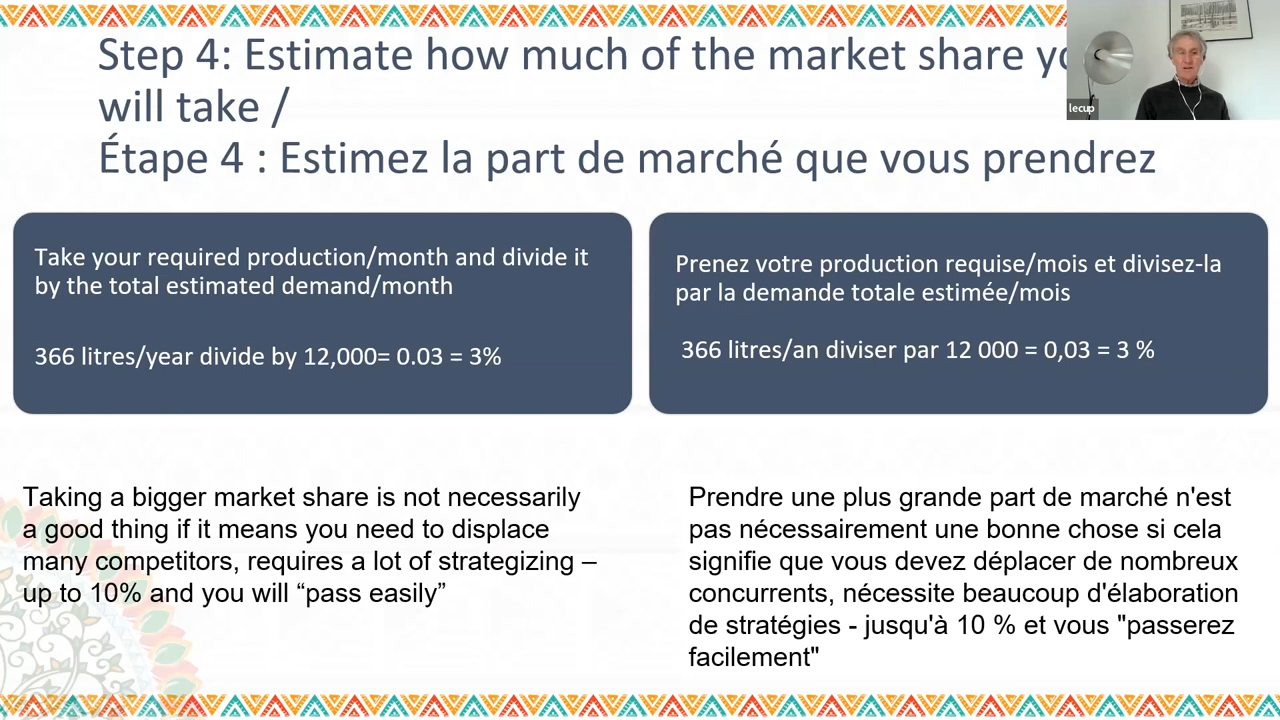 Step 4: Estimate how much of the market share
will take /
Étape 4 : Estimez la part de marché que vous prendrez
lecup
Take your required production/month and divide it
by the total estimated demand/month
366 litres/year divide by 12,000= 0.03 = 3%
Prenez votre production requise/mois et divisez-la
par la demande totale estimée/mois
366 litres/an diviser par 12 000 = 0,03 = 3 %
Taking a bigger market share is not necessarily
a good thing if it means you need to displace
many competitors, requires a lot of strategizing –
up to 10% and you will “pass easily”
Prendre une plus grande part de marché n'est
pas nécessairement une bonne chose si cela
signifie que vous devez déplacer de nombreux
concurrents, nécessite beaucoup d'élaboration
de stratégies - jusqu'à 10 % et vous "passerez
facilement"